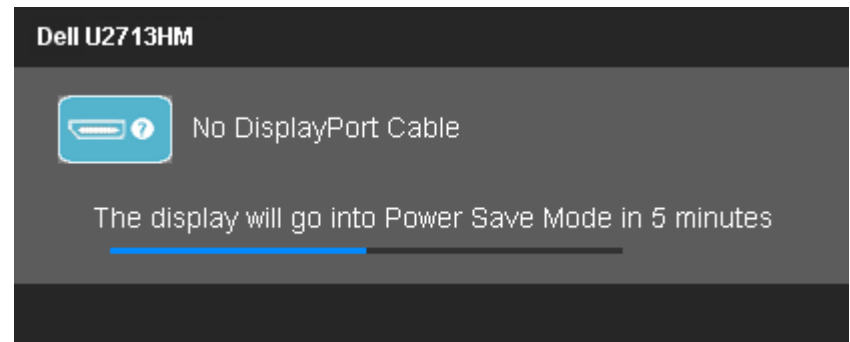 Dell U2713HM
?
No DisplayPort Cable
The display will go into Power Save Mode in 5 minutes